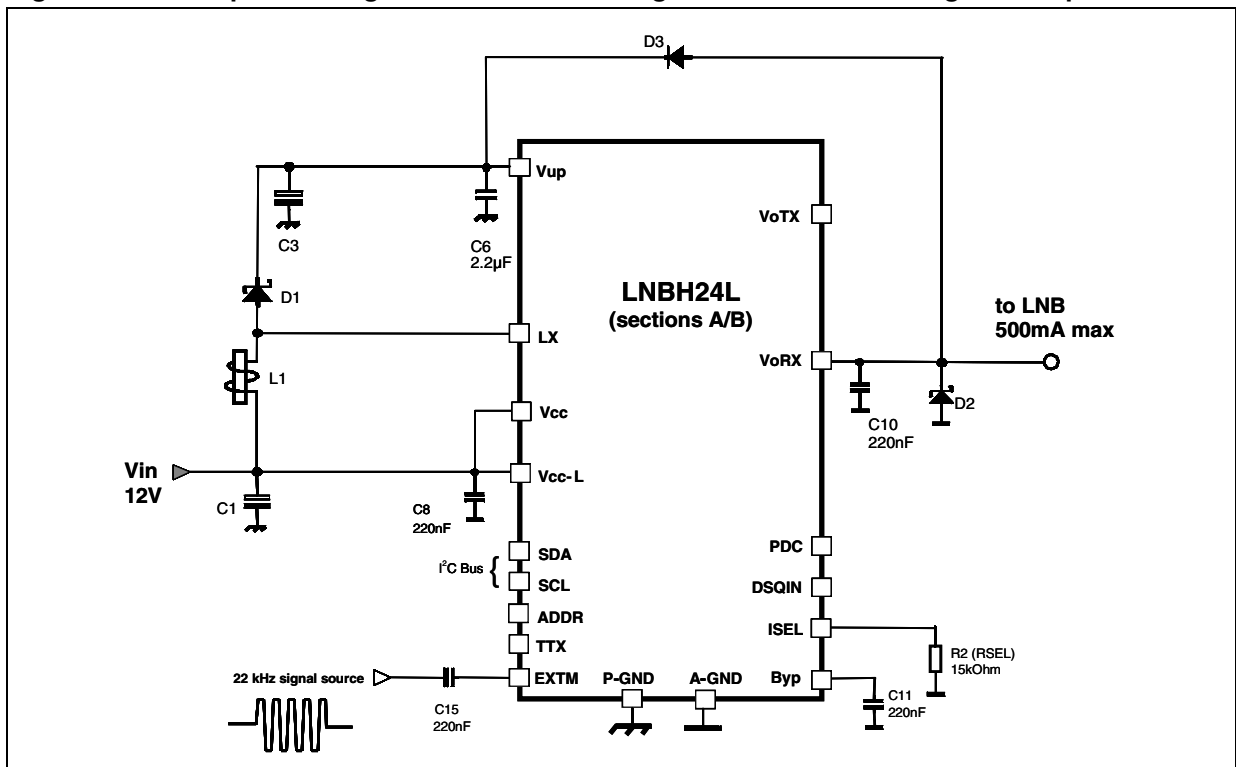 D3
Vup
VoTX
C3
C6
2.2µF
LNBH24L
(sections A/B)
D1
to LNB
500mA max
LX
VoRX
L1
D2
Vcc
C10
220nF
Vin
12V
Vcc-L
C1
C8
220nF
SDA
PDC
I²C Bus {
SCL
DSQIN
ADDR
ISEL
TTX
R2 (RSEL)
15kOhm
22 kHz signal source
EXTM
P-GND
A-GND
Byp
C15
220nF
C11
220nF